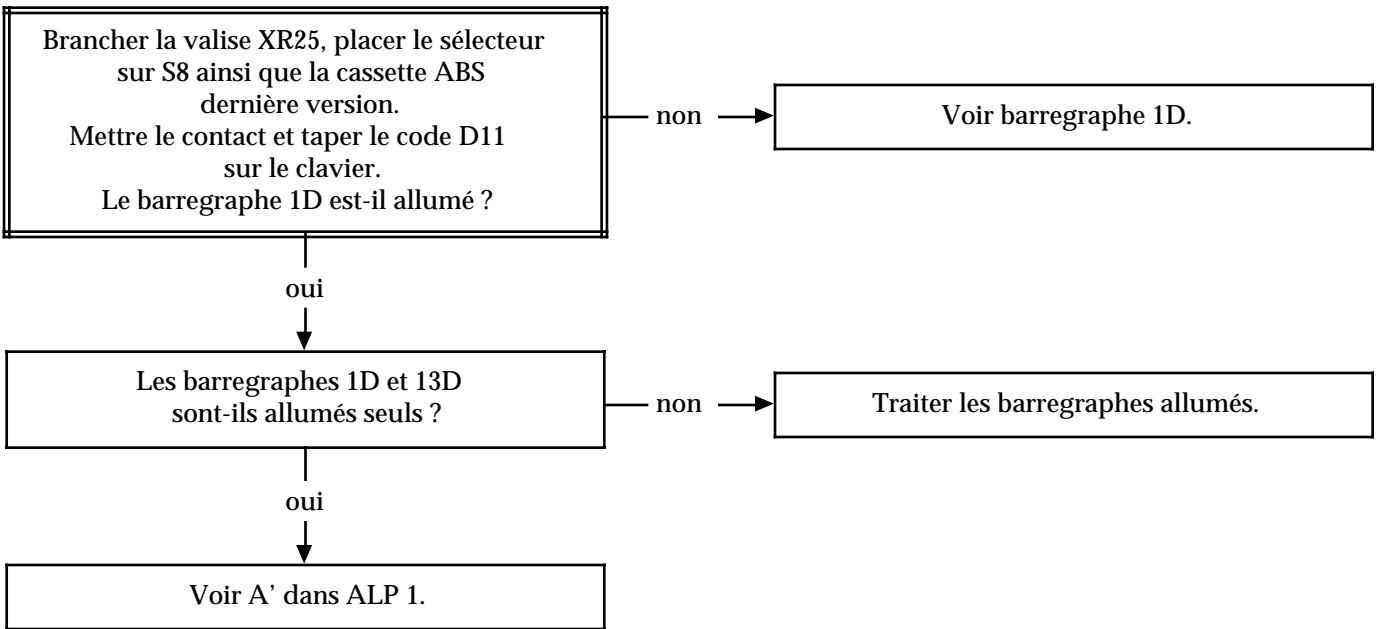 Brancher la valise XR25, placer le sélecteur
sur S8 ainsi que la cassette ABS
dernière version.
Mettre le contact et taper le code D11
sur le clavier.
Le barregraphe 1D est-il allumé ?
non
Voir barregraphe 1D.
oui
Les barregraphes 1D et 13D
sont-ils allumés seuls ?
non
Traiter les barregraphes allumés.
oui
Voir A’ dans ALP 1.